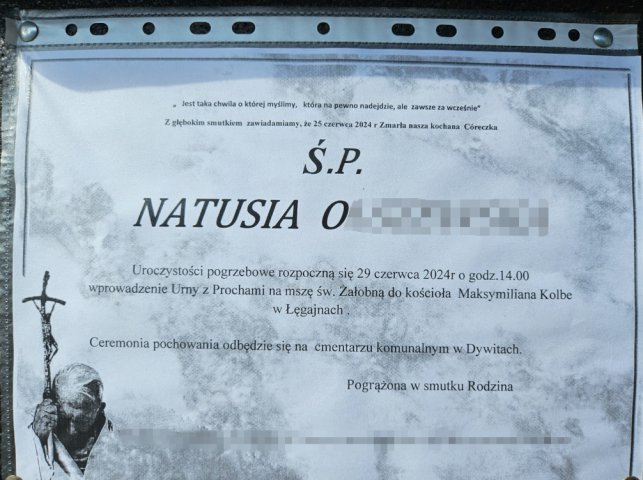 „ Jest taka chwila o której myślimy, która na pewno nadejdzie, ale zawsze za wcześnie”
Z głębokim smutkiem zawiadamiamy, że 25 czerwca 2024 r Zmarła nasza kochana Córeczka
Ś.P.
NATUSIA O
Uroczystości pogrzebowe rozpoczną się 29 czerwca 2024r o godz.14.00
wprowadzenie Urny z Prochami na mszę św. Żałobną do kościoła Maksymiliana Kolbe
w Łęgajnach .
Ceremonia pochowania odbędzie się na cmentarzu komunalnym w Dywitach.
Pogrążona w smutku Rodzina